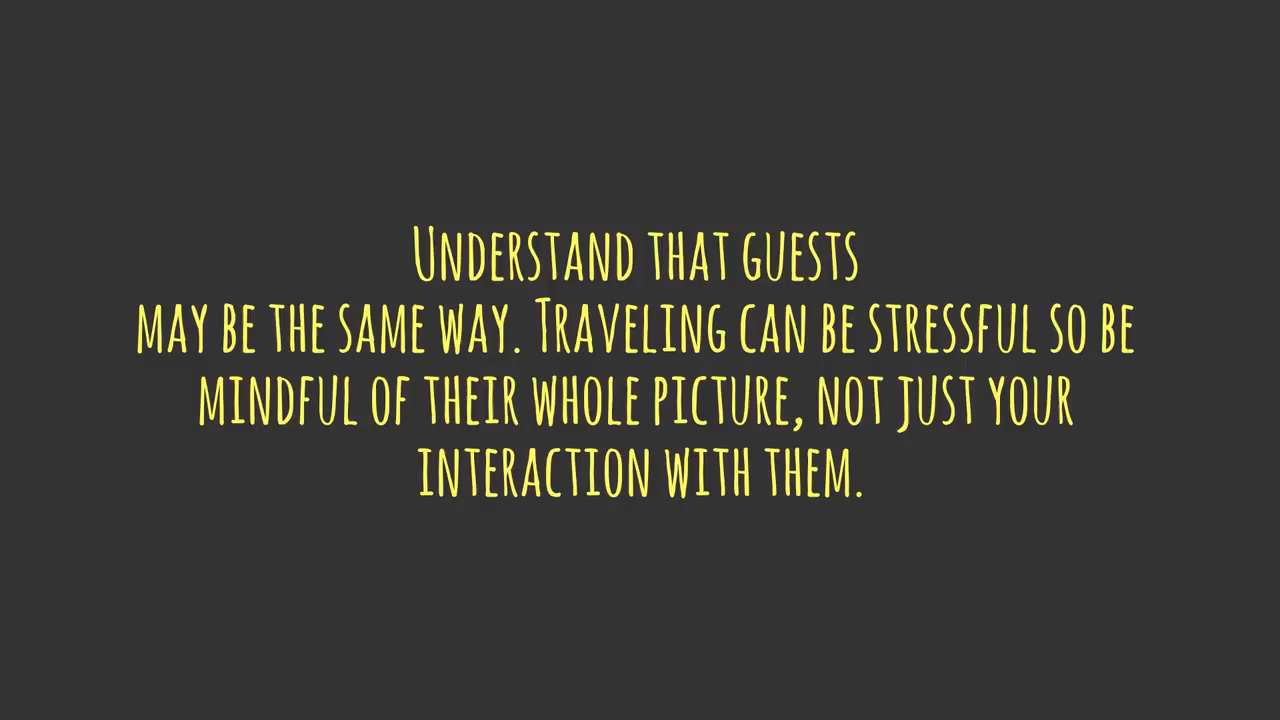 Understand that guests
may be the same way. Traveling can be stressful so be
mindful of their whole picture, not just your
interaction with them.